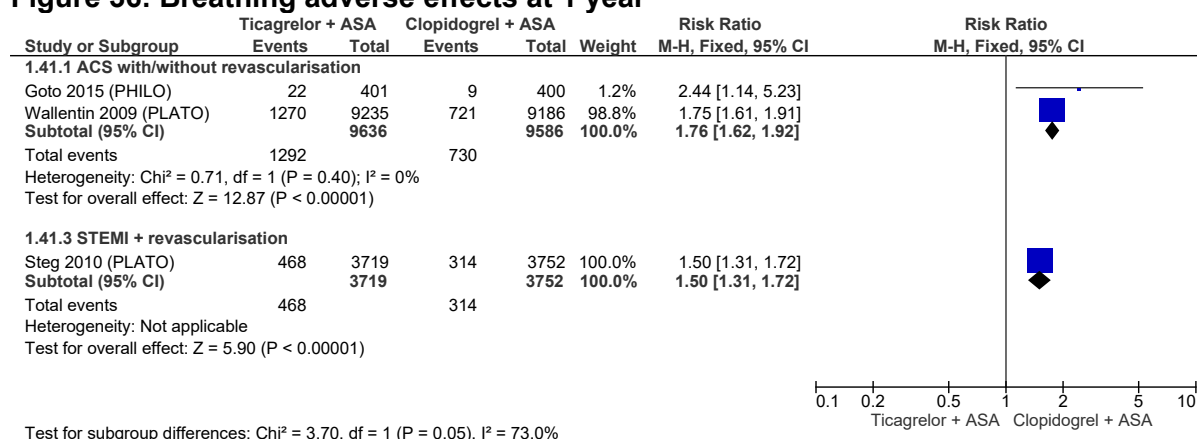 Figure 36: Breathing adverse effects at 1 year
Ticagrelor + ASA Clopidogrel + ASA Risk Ratio Risk Ratio
Study or Subgroup Events Total Events Total Weight M-H, Fixed, 95% CI M-H, Fixed, 95% CI
1.41.1 ACS with/without revascularisation
Goto 2015 (PHILO) 22 401 9 400 1.2% 2.44 [1.14, 5.23]
Wallentin 2009 (PLATO) 1270 9235 721 9186 98.8% 1.75 [1.61, 1.91]
Subtotal (95% CI) 9636 9586 100.0% 1.76 [1.62, 1.92]
Total events 1292 730
Heterogeneity: Chi² = 0.71, df = 1 (P = 0.40); I² = 0%
Test for overall effect: Z = 12.87 (P < 0.00001)
1.41.3 STEMI + revascularisation
Steg 2010 (PLATO) 468 3719 314 3752 100.0% 1.50 [1.31, 1.72]
Subtotal (95% CI) 3719 3752 100.0% 1.50 [1.31, 1.72]
Total events 468 314
Heterogeneity: Not applicable
Test for overall effect: Z = 5.90 (P < 0.00001)
0.1 0.2 0.5 1 2 5 10
Ticagrelor + ASA Clopidogrel + ASA
Test for subgroup differences: Chi² = 3.70, df = 1 (P = 0.05), I² = 73.0%